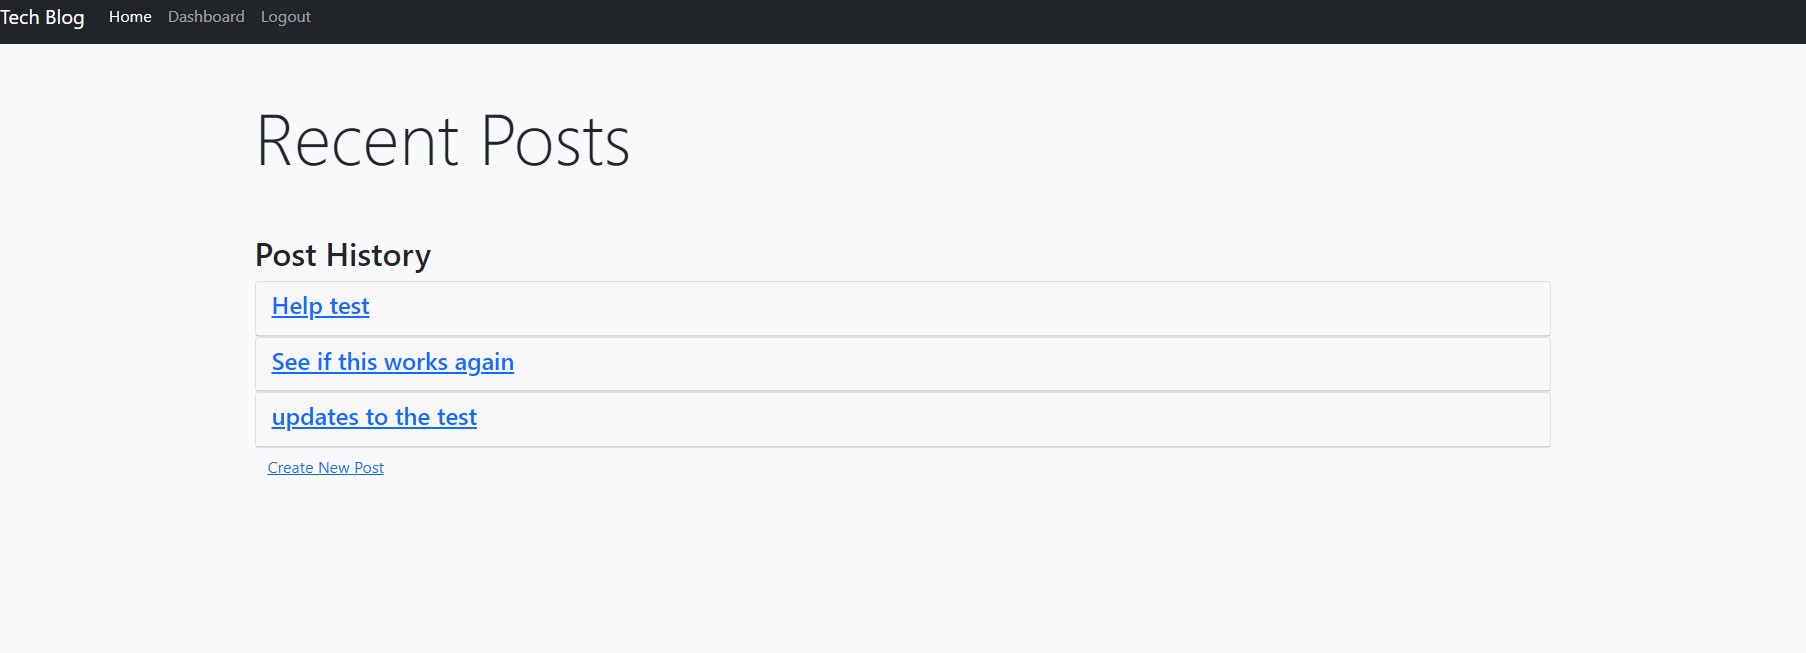 Tech Blog Home Dashboard Logout
Recent Posts
Post History
Help test
See if this works again
updates to the test
Create New Post